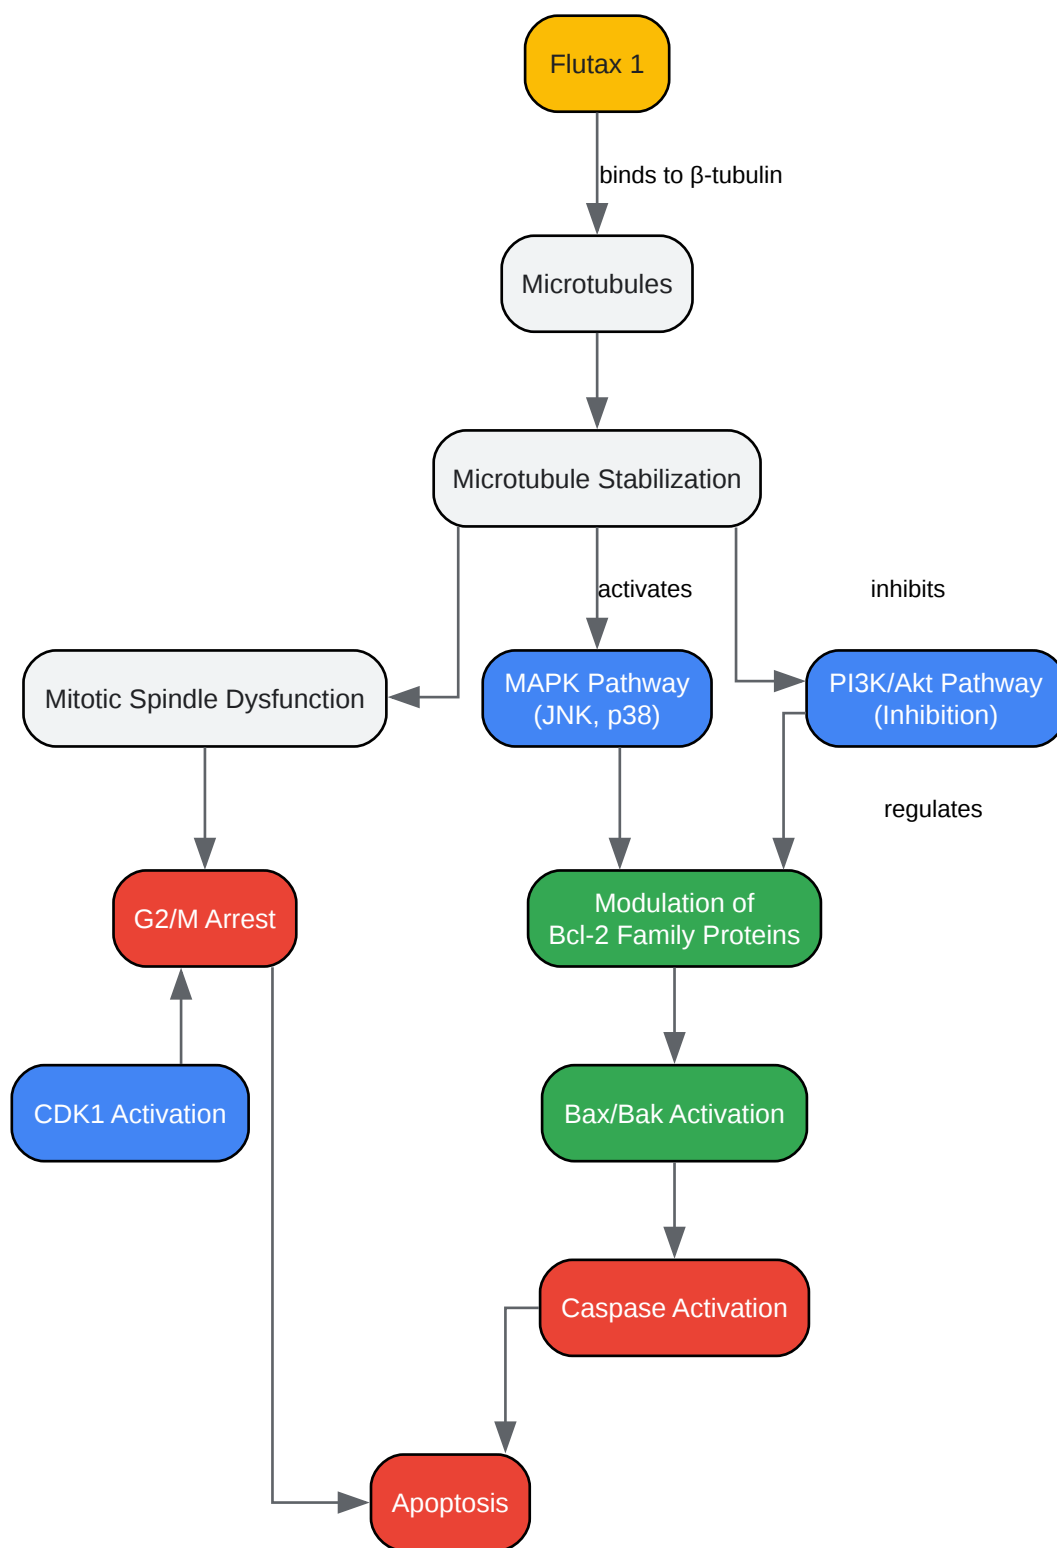 Flutax 1
binds to β-tubulin
Microtubules
Microtubule Stabilization
activates
inhibits
Mitotic Spindle Dysfunction
MAPK Pathway
(JNK, p38)
PI3K/Akt Pathway
(Inhibition)
regulates
G2/M Arrest
Modulation of
Bcl-2 Family Proteins
CDK1 Activation
Bax/Bak Activation
Caspase Activation
Apoptosis